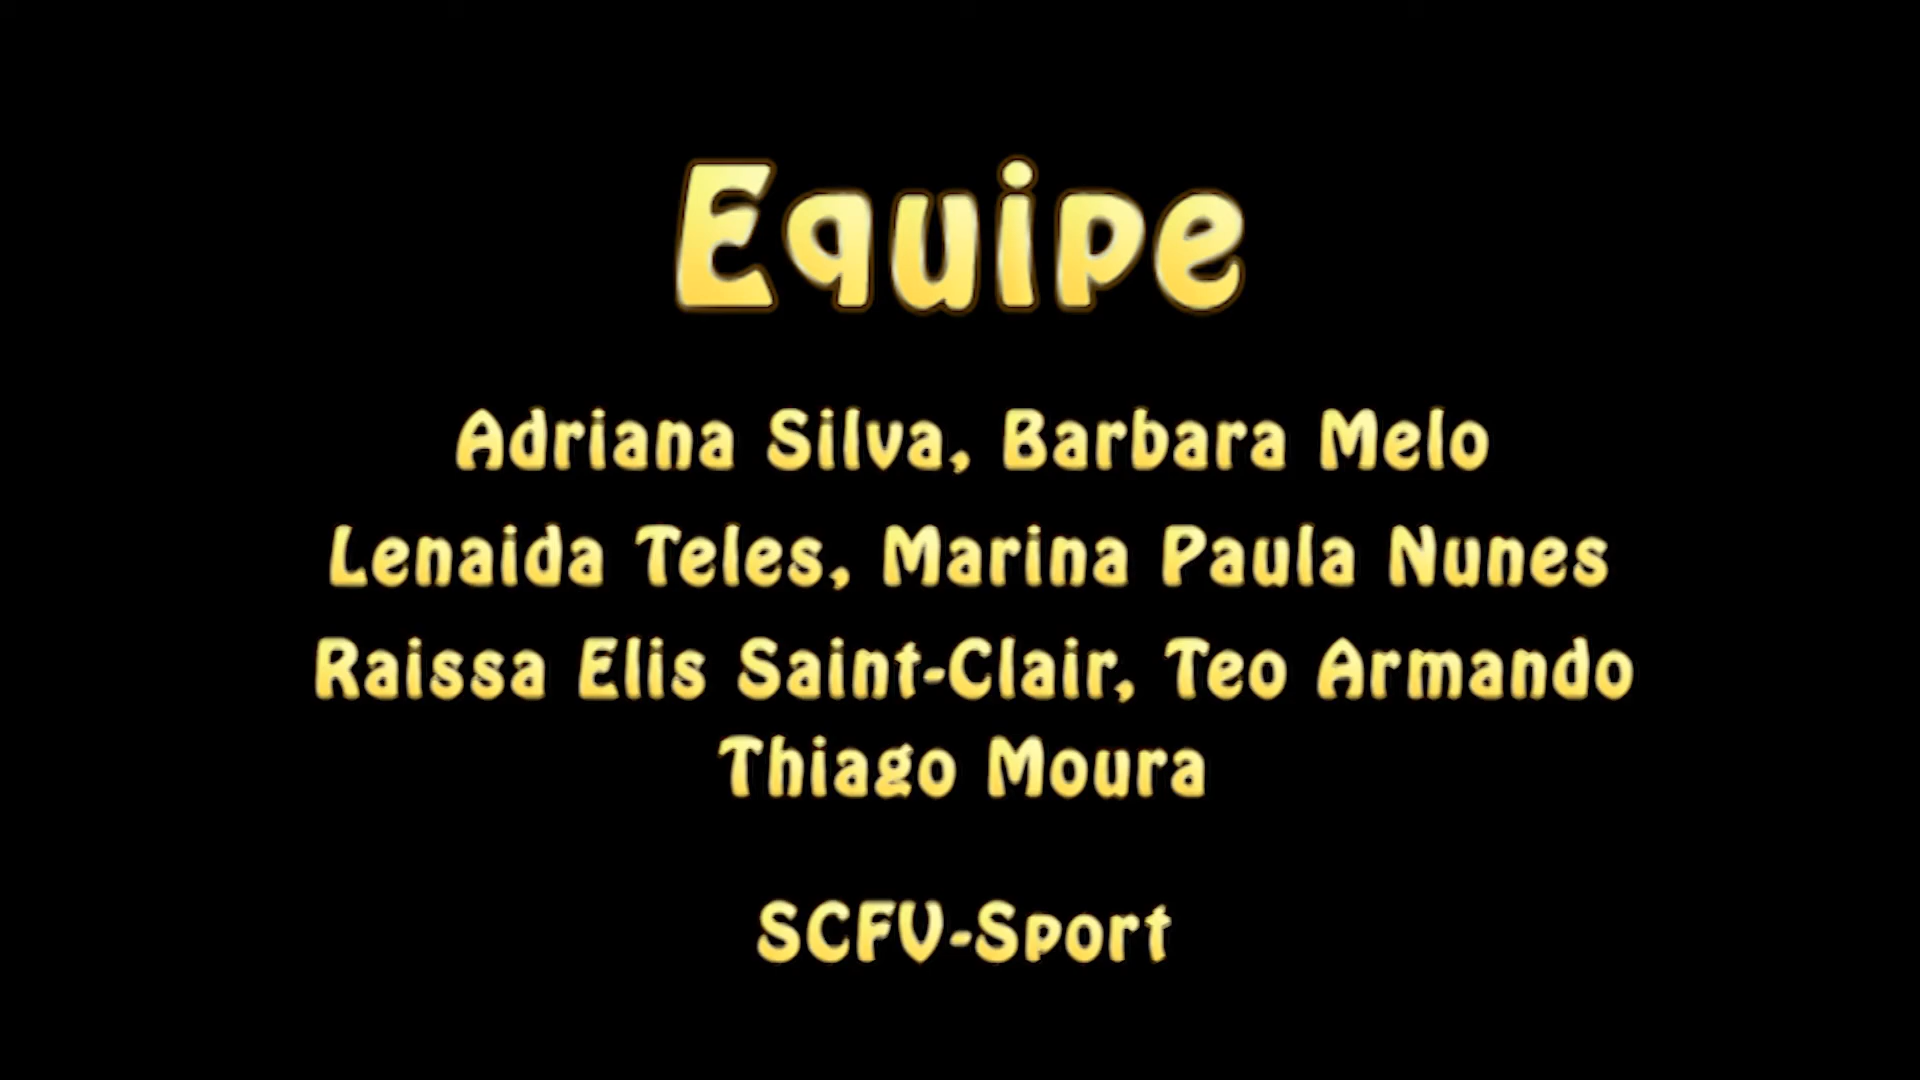 Equipe
Adriana Silva, Barbara Melo
Lenaida Teles, Marina Paula Nunes
Raissa Elis Saint-Clair, Teo Armando
Thiago Moura
SCFV-Sport